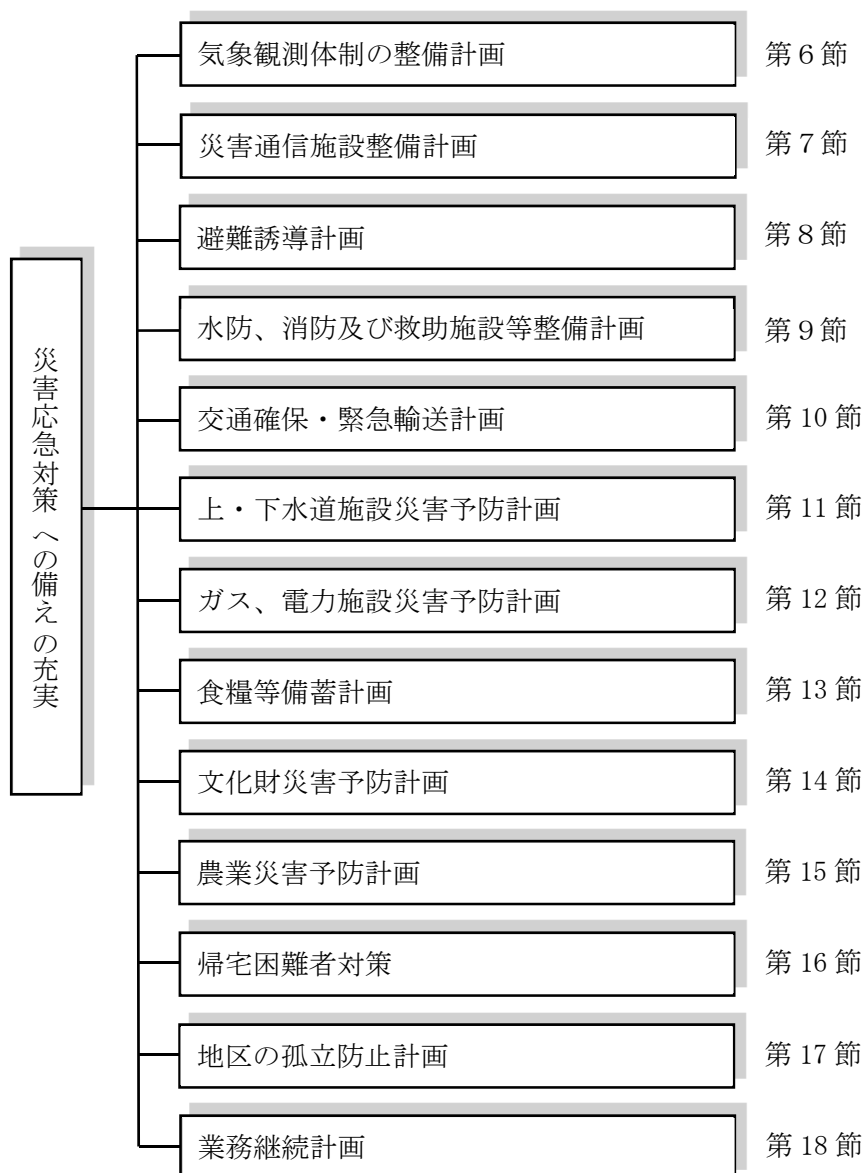 災害応急対策への備えの充実
気象観測体制の整備計画 第6節
災害通信施設整備計画 第7節
避難誘導計画 第8節
水防、消防及び救助施設等整備計画 第9節
交通確保・緊急輸送計画 第10節
上・下水道施設災害予防計画 第11節
ガス、電力施設災害予防計画 第12節
食糧等備蓄計画 第13節
文化財災害予防計画 第14節
農業災害予防計画 第15節
帰宅困難者対策 第16節
地区の孤立防止計画 第17節
業務継続計画 第18節